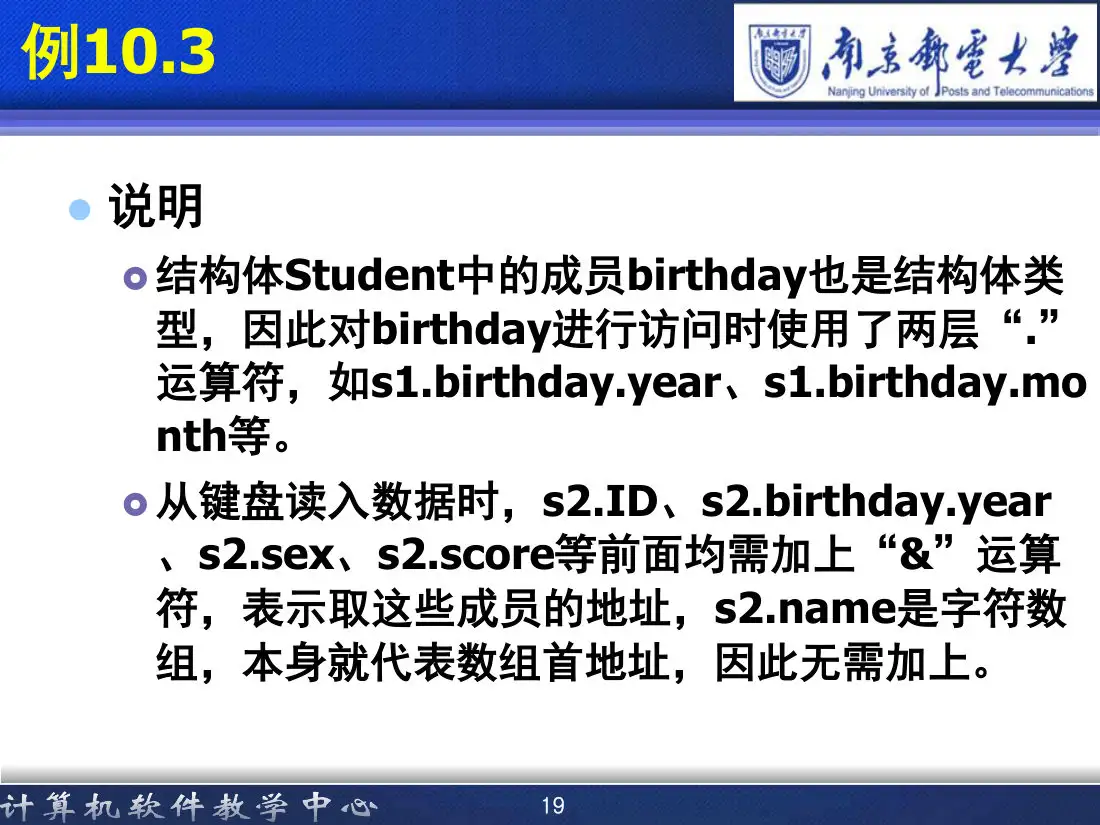 例10.3
南京邮电大学
Nanjing University of Posts and Telecommunications
说明
结构体Student中的成员birthday也是结构体类
型，因此对birthday进行访问时使用了两层“.”
运算符，如s1.birthday.year、s1.birthday.mo
nth等。
从键盘读入数据时，s2.ID、s2.birthday.year
、s2.sex、s2.score等前面均需加上“&”运算
符，表示取这些成员的地址，s2.name是字符数
组，本身就代表数组首地址，因此无需加上。
计算机软件教学中心
19